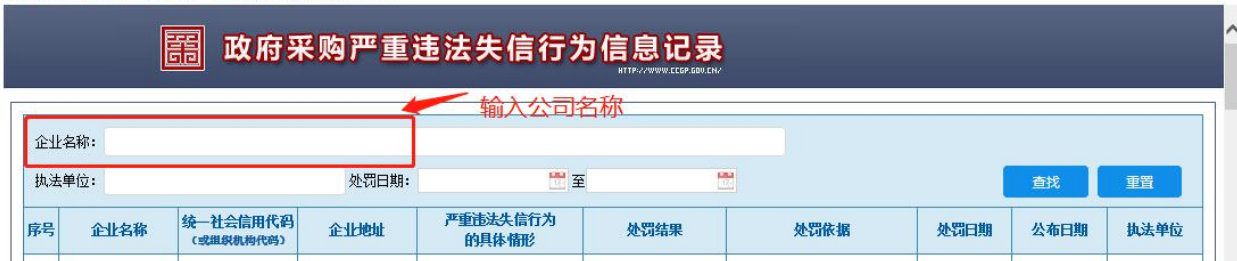 政府采购严重违法失信行为信息记录
HTTP://WWW.CCGP.GOV.CN/
输入公司名称
企业名称：
执法单位： 处罚日期： 至 查找 重置
序号 企业名称 统一社会信用代码 企业地址 严重违法失信行为 处罚结果 处罚依据 处罚日期 公布日期 执法单位
（或组织机构代码） 的具体情形